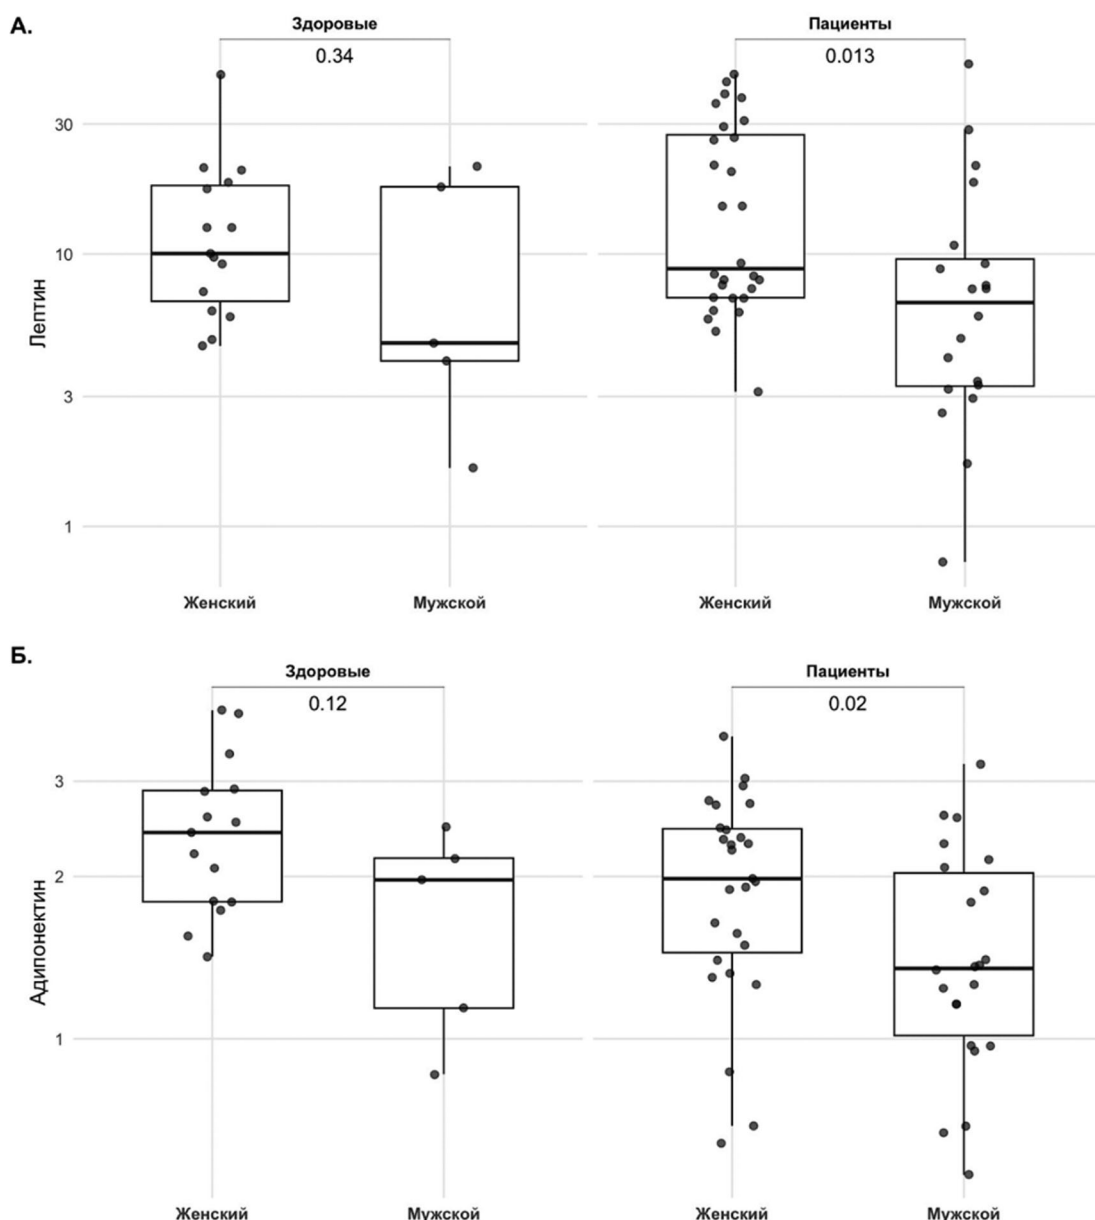 А.
Здоровые
Пациенты
0.34
0.013
30
10
3
1
Лептин
Женский
Мужской
Женский
Мужской
Б.
Здоровые
Пациенты
0.12
0.02
3
2
1
Адипонектин
Женский
Мужской
Женский
Мужской